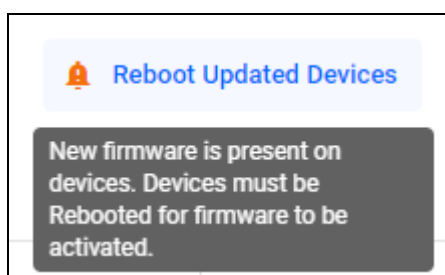 Reboot Updated Devices
New firmware is present on
devices. Devices must be
Rebooted for firmware to be
activated.